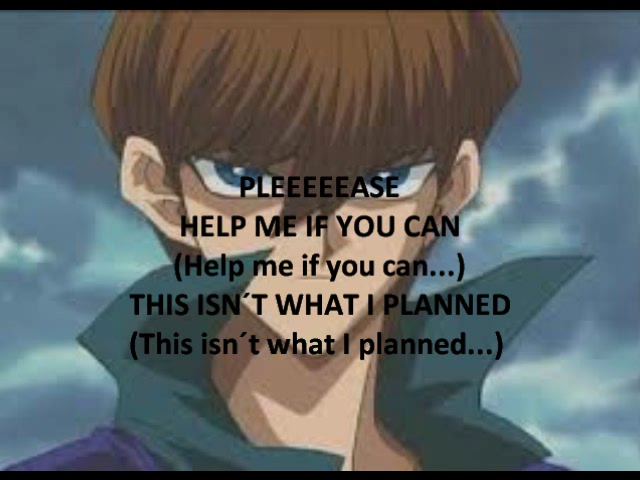 PLEEEEEASE
HELP ME IF YOU CAN
(Help me if you can...)
THIS ISN´T WHAT I PLANNED
(This isn´t what I planned...)